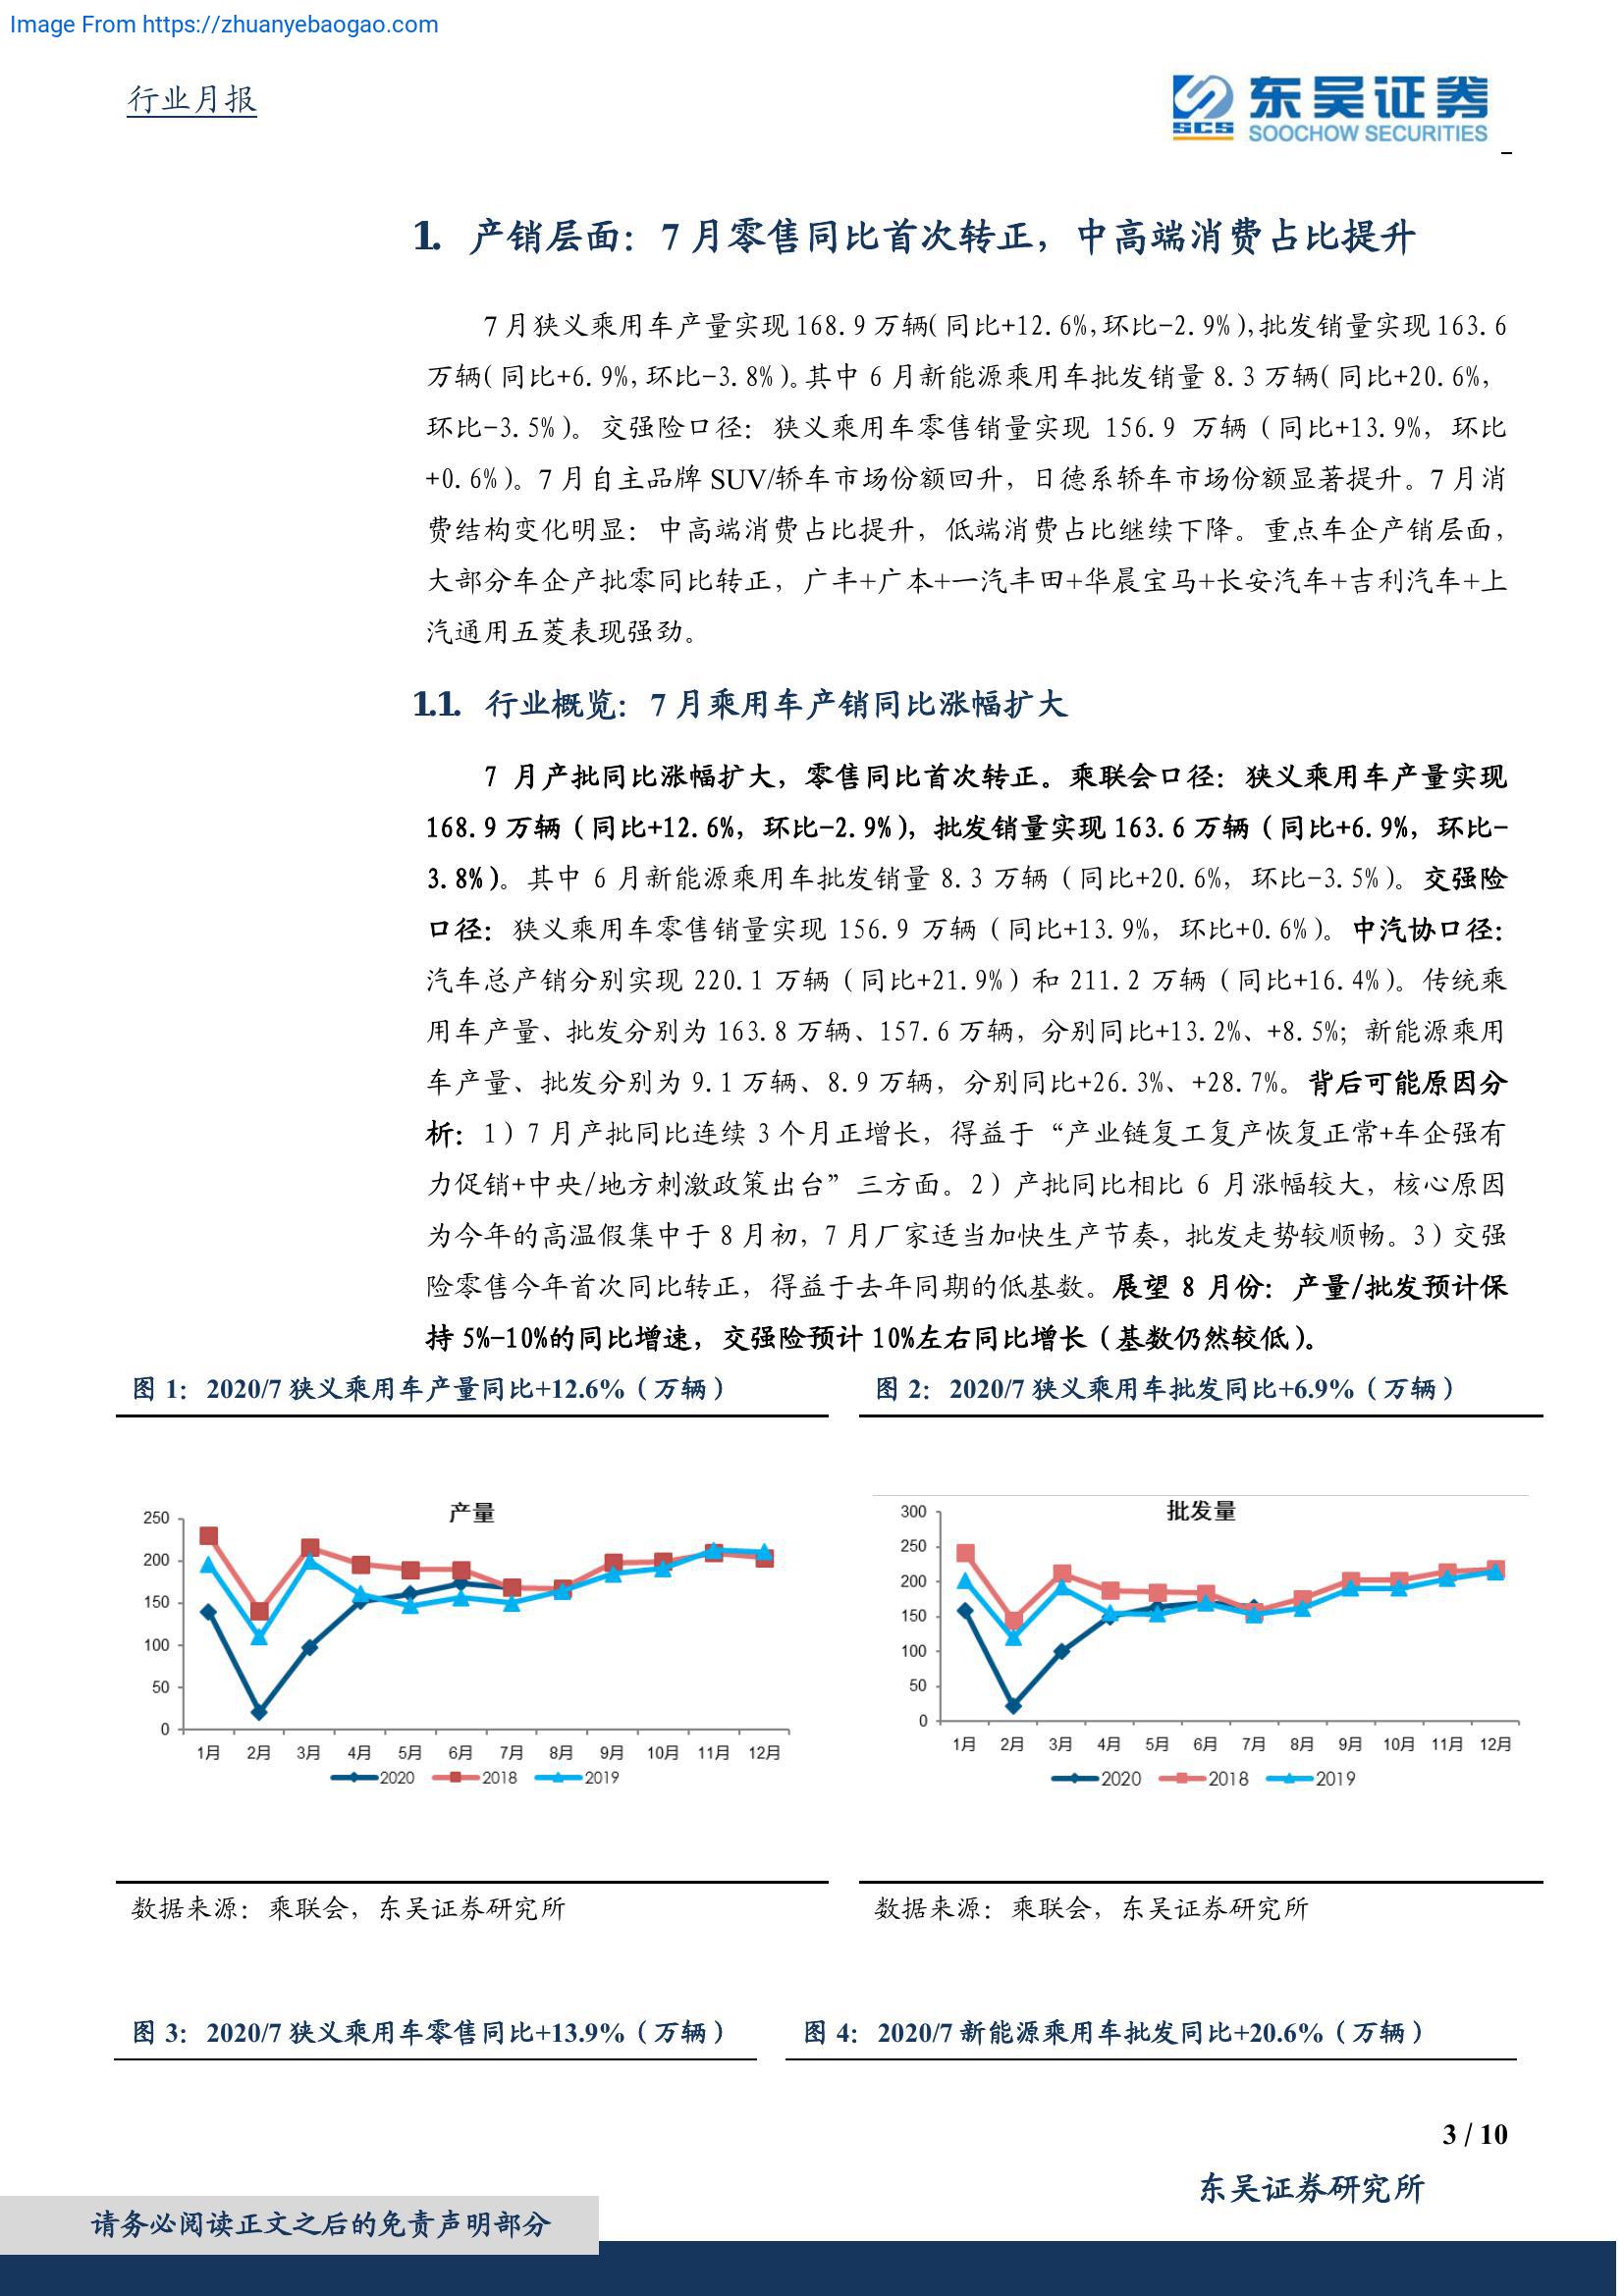 Image From https://zhuanyebaogao.com
行业月报
东吴证券
SCS
SOOCHOW SECURITIES
1. 产销层面：7 月零售同比首次转正，中高端消费占比提升
7 月狭义乘用车产量实现 168.9 万辆(同比+12.6%,环比-2.9%),批发销量实现 163.6
万辆(同比+6.9%,环比-3.8%)。其中 6 月新能源乘用车批发销量 8.3 万辆(同比+20.6%,
环比-3.5%)。交强险口径：狭义乘用车零售销量实现 156.9 万辆（同比+13.9%，环比
+0.6%)。7 月自主品牌 SUV/轿车市场份额回升，日德系轿车市场份额显著提升。7 月消
费结构变化明显：中高端消费占比提升，低端消费占比继续下降。重点车企产销层面，
大部分车企产批零同比转正，广丰+广本+一汽丰田+华晨宝马+长安汽车+吉利汽车+上
汽通用五菱表现强劲。
1.1. 行业概览：7 月乘用车产销同比涨幅扩大
7 月产批同比涨幅扩大，零售同比首次转正。乘联会口径：狭义乘用车产量实现
168.9 万辆（同比+12.6%，环比-2.9%），批发销量实现 163.6 万辆（同比+6.9%，环比-
3.8%)。其中 6 月新能源乘用车批发销量 8.3 万辆（同比+20.6%，环比-3.5%)。交强险
口径：狭义乘用车零售销量实现 156.9 万辆（同比+13.9%，环比+0.6%)。中汽协口径：
汽车总产销分别实现 220.1 万辆（同比+21.9%）和 211.2 万辆（同比+16.4%)。传统乘
用车产量、批发分别为 163.8 万辆、157.6 万辆，分别同比+13.2%、+8.5%；新能源乘用
车产量、批发分别为 9.1 万辆、8.9 万辆，分别同比+26.3%、+28.7%。背后可能原因分
析：1）7 月产批同比连续 3 个月正增长，得益于“产业链复工复产恢复正常+车企强有
力促销+中央/地方刺激政策出台”三方面。2）产批同比相比 6 月涨幅较大，核心原因
为今年的高温假集中于 8 月初，7 月厂家适当加快生产节奏，批发走势较顺畅。3）交强
险零售今年首次同比转正，得益于去年同期的低基数。展望 8 月份：产量/批发预计保
持 5%-10%的同比增速，交强险预计 10%左右同比增长（基数仍然较低）。
图 1：2020/7 狭义乘用车产量同比+12.6%（万辆）
产量
250
200
150
100
50
0
1月 2月 3月 4月 5月 6月 7月 8月 9月 10月 11月 12月
2020 2018 2019
数据来源：乘联会，东吴证券研究所
图 2：2020/7 狭义乘用车批发同比+6.9%（万辆）
批发量
300
250
200
150
100
50
0
1月 2月 3月 4月 5月 6月 7月 8月 9月 10月 11月 12月
2020 2018 2019
数据来源：乘联会，东吴证券研究所
图 3：2020/7 狭义乘用车零售同比+13.9%（万辆）
图 4：2020/7 新能源乘用车批发同比+20.6%（万辆）
3 / 10
东吴证券研究所
请务必阅读正文之后的免责声明部分